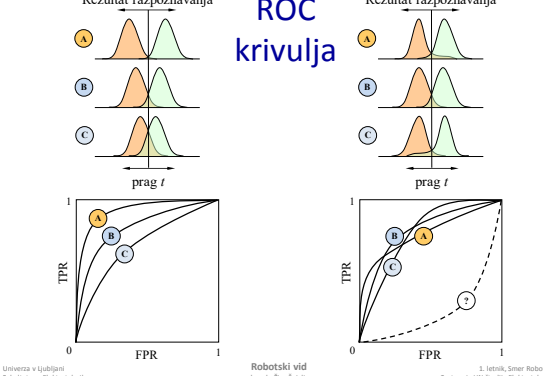 Rezultat razpoznavanja
ROC
krivulja
Rezultat razpoznavanja
A
B
C
prag t
A
B
C
prag t
1
A
B
C
TPR
0
FPR
1
1
B
A
C
?
TPR
0
FPR
1
Univerza v Ljubljani
Robotski vid
1. letnik, Smer Robo